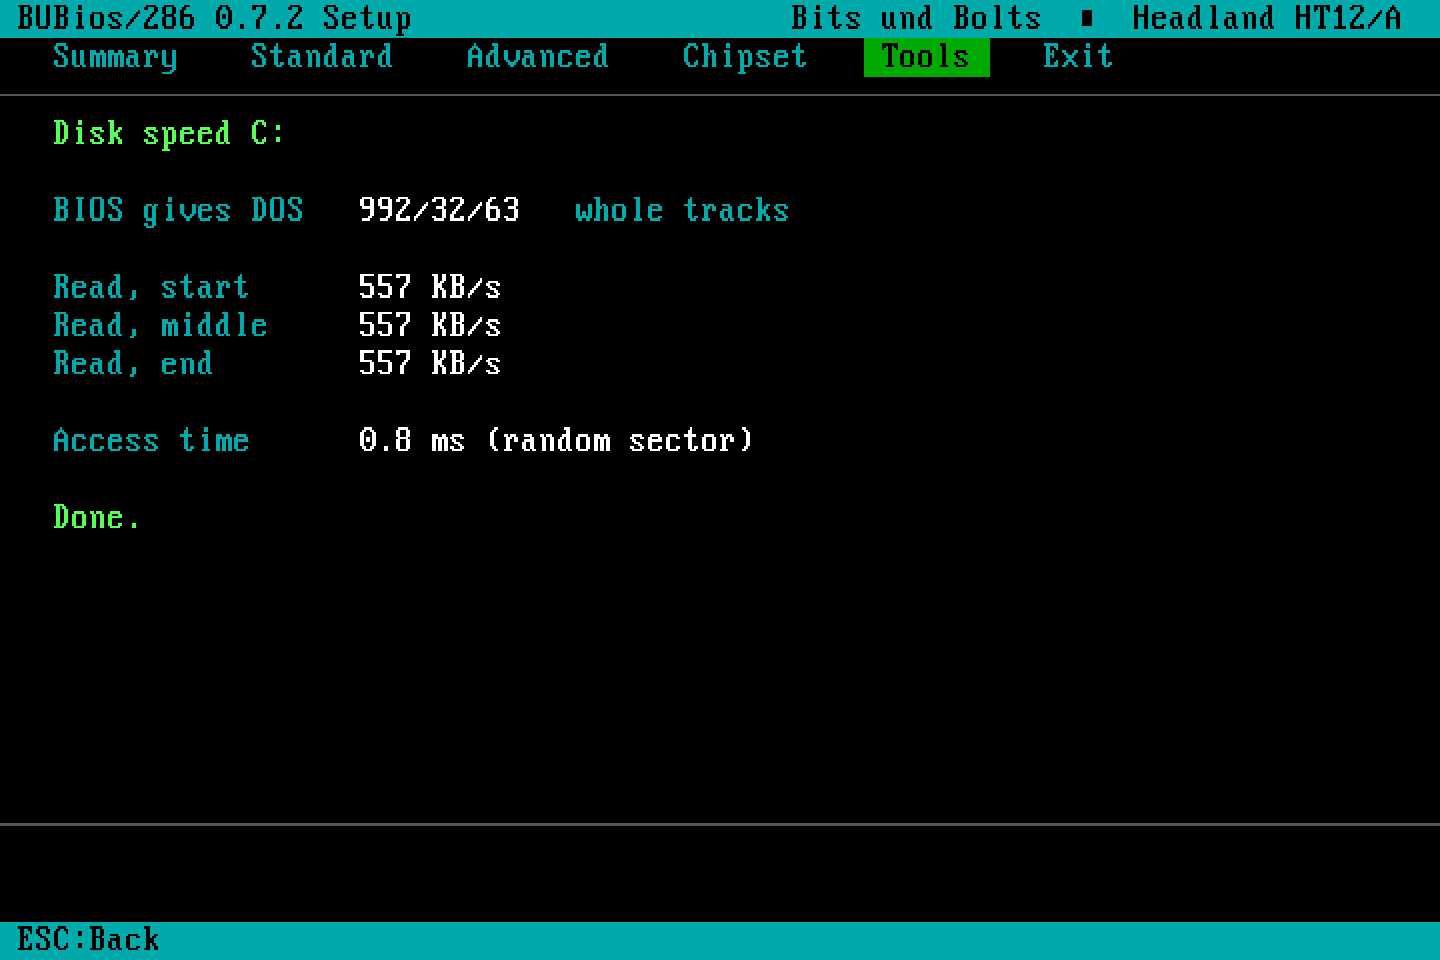 BUBios/286 0.7.2 Setup Bits und Bolts ■ Headland HT12/A
Summary Standard Advanced Chipset Tools Exit
Disk speed C:
BIOS gives DOS 992/32/63 whole tracks
Read, start 557 KB/s
Read, middle 557 KB/s
Read, end 557 KB/s
Access time 0.8 ms (random sector)
Done.
ESC:Back